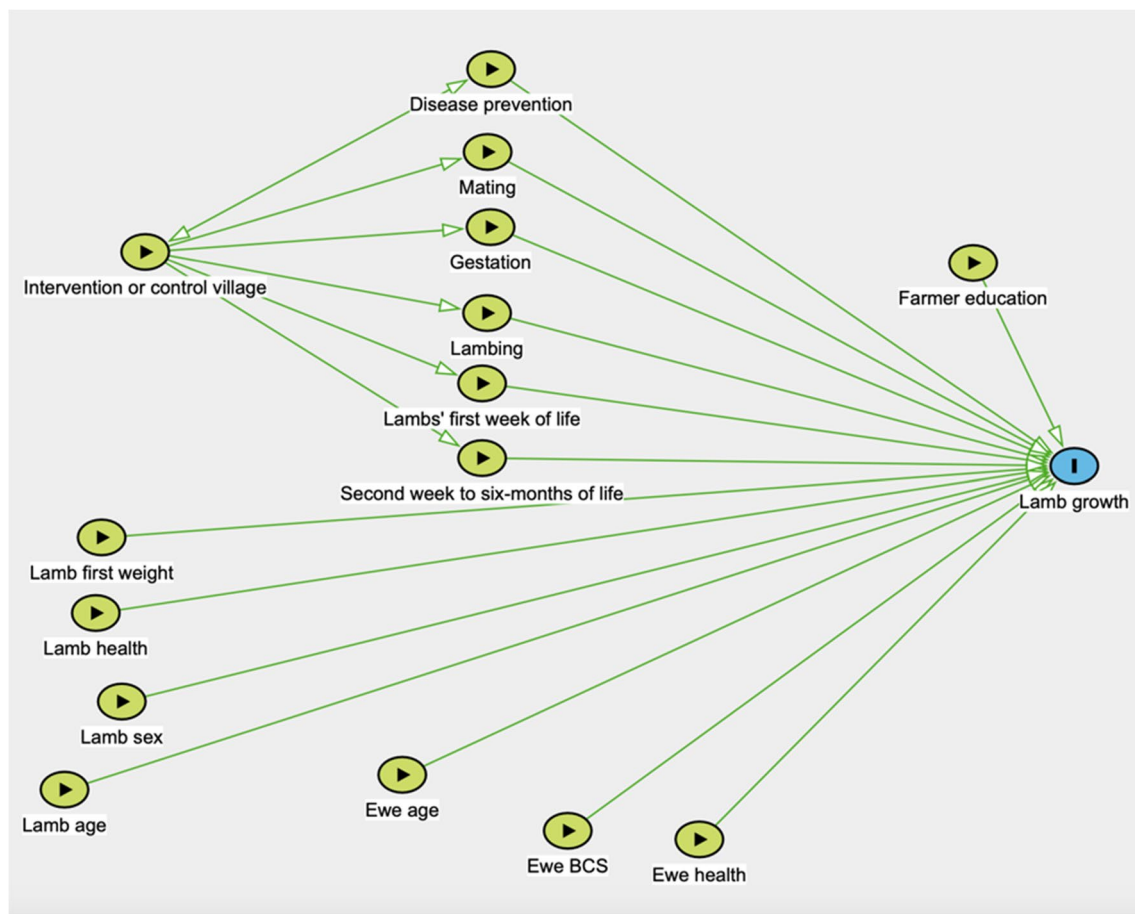 Disease prevention
Mating
Gestation
Intervention or control village
Farmer education
Lambing
Lambs' first week of life
Second week to six-months of life
Lamb growth
Lamb first weight
Lamb health
Lamb sex
Ewe age
Lamb age
Ewe BCS
Ewe health